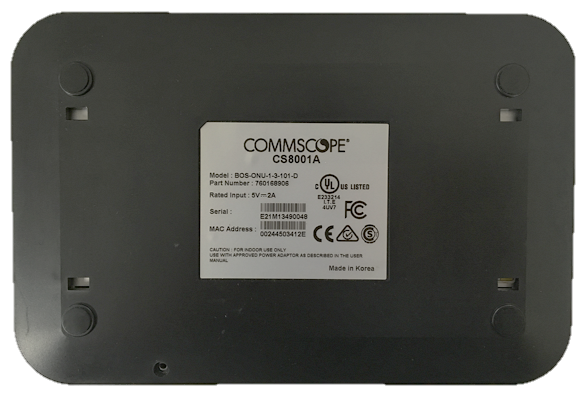 COMMSCOPE®
CS8001A
Model : BOS-ONU-1-3-101-D
Part Number : 760168906
Rated Input : 5V⎓2A
Serial :
E21M13490048
MAC Address :
00244503412E
c UL US LISTED
E233214
I.T.E
4UV7
FC
CE
S
CAUTION : FOR INDOOR USE ONLY.
USE WITH APPROVED POWER ADAPTOR AS DESCRIBED IN THE USER
MANUAL
Made in Korea